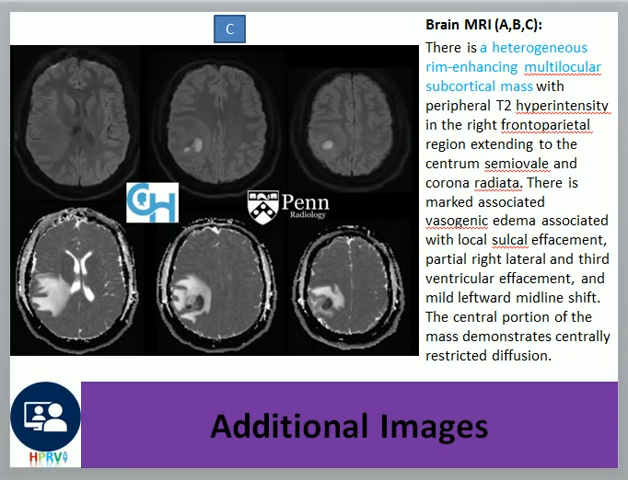 C
Brain MRI (A,B,C):
There is a heterogeneous
rim-enhancing multilocular
subcortical mass with
peripheral T2 hyperintensity
in the right frontoparietal
region extending to the
centrum semiovale and
corona radiata. There is
marked associated
vasogenic edema associated
with local sulcal effacement,
partial right lateral and third
ventricular effacement, and
mild leftward midline shift.
The central portion of the
mass demonstrates centrally
restricted diffusion.
CH
Penn
Radiology
HPRV
Additional Images